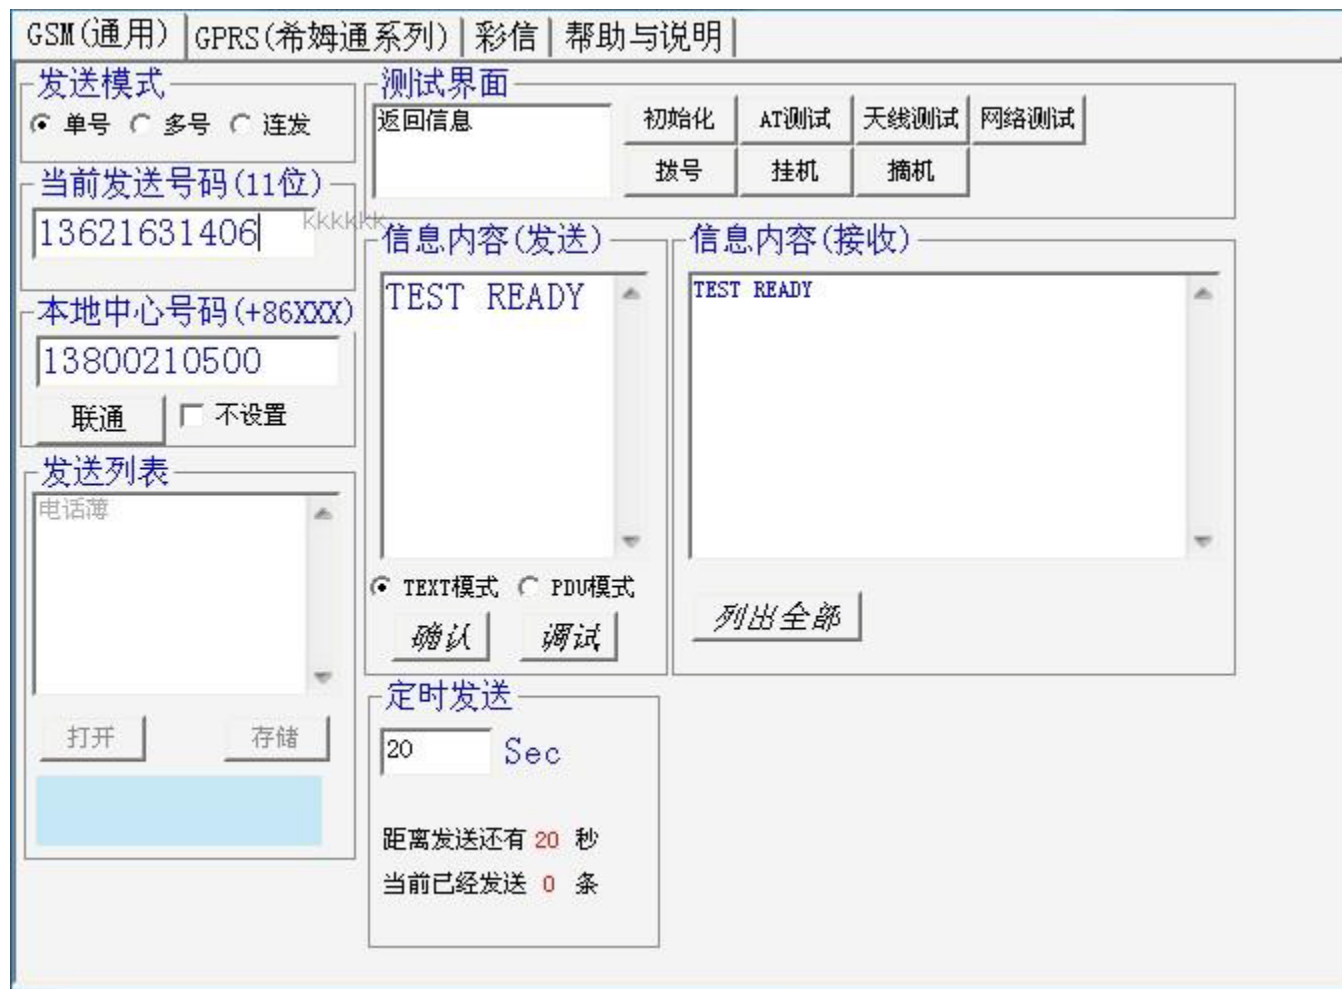 GSM(通用) GPRS(希姆通系列) 彩信 帮助与说明
发送模式
单号 多号 连发
当前发送号码(11位)
13621631406
kkkkkk
本地中心号码(+86XXX)
13800210500
联通 不设置
发送列表
电话薄
打开 存储
测试界面
返回信息
初始化 AT测试 天线测试 网络测试
拨号 挂机 摘机
信息内容(发送)
TEST READY
TEXT模式 PDU模式
确认 调试
信息内容(接收)
TEST READY
列出全部
定时发送
20 Sec
距离发送还有 20 秒
当前已经发送 0 条